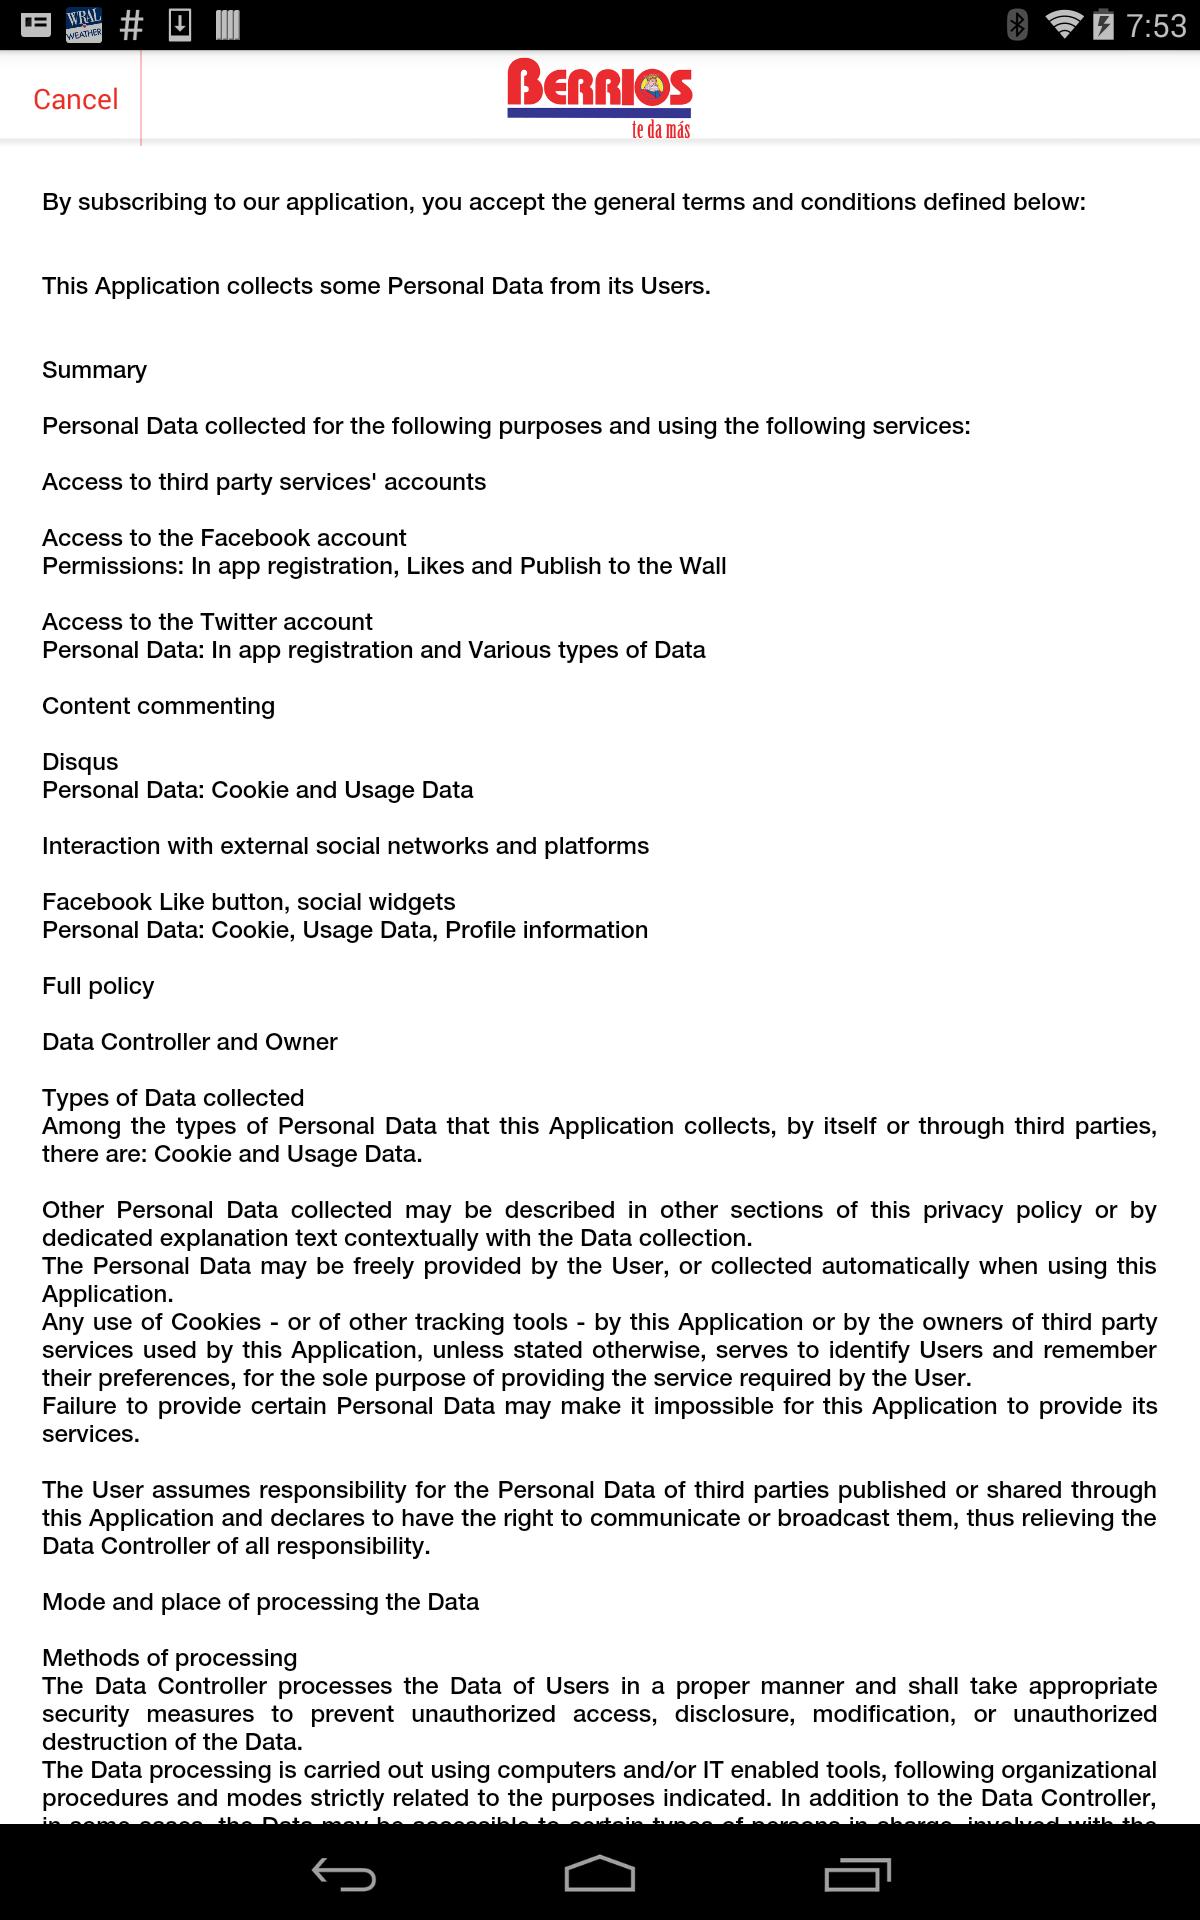 WRAL
WEATHER
#
7:53
Cancel
BERRIOS
te da más
By subscribing to our application, you accept the general terms and conditions defined below:
This Application collects some Personal Data from its Users.
Summary
Personal Data collected for the following purposes and using the following services:
Access to third party services' accounts
Access to the Facebook account
Permissions: In app registration, Likes and Publish to the Wall
Access to the Twitter account
Personal Data: In app registration and Various types of Data
Content commenting
Disqus
Personal Data: Cookie and Usage Data
Interaction with external social networks and platforms
Facebook Like button, social widgets
Personal Data: Cookie, Usage Data, Profile information
Full policy
Data Controller and Owner
Types of Data collected
Among the types of Personal Data that this Application collects, by itself or through third parties,
there are: Cookie and Usage Data.
Other Personal Data collected may be described in other sections of this privacy policy or by
dedicated explanation text contextually with the Data collection.
The Personal Data may be freely provided by the User, or collected automatically when using this
Application.
Any use of Cookies - or of other tracking tools - by this Application or by the owners of third party
services used by this Application, unless stated otherwise, serves to identify Users and remember
their preferences, for the sole purpose of providing the service required by the User.
Failure to provide certain Personal Data may make it impossible for this Application to provide its
services.
The User assumes responsibility for the Personal Data of third parties published or shared through
this Application and declares to have the right to communicate or broadcast them, thus relieving the
Data Controller of all responsibility.
Mode and place of processing the Data
Methods of processing
The Data Controller processes the Data of Users in a proper manner and shall take appropriate
security measures to prevent unauthorized access, disclosure, modification, or unauthorized
destruction of the Data.
The Data processing is carried out using computers and/or IT enabled tools, following organizational
procedures and modes strictly related to the purposes indicated. In addition to the Data Controller,
in some cases, the Data may be accessible to certain types of persons in charge, involved with the